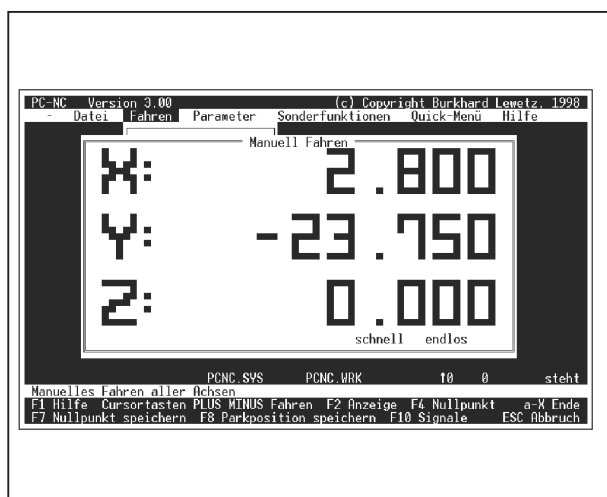 PC-NC Version 3.00 (c) Copyright Burkhard Lewetz, 1998
- Datei Fahren Parameter Sonderfunktionen Quick-Menü Hilfe
Manuell Fahren
X: 2.800
Y: -23.750
Z: 0.000
schnell endlos
PCNC.SYS PCNC.WRK ↑0 0 steht
Manuelles Fahren aller Achsen
F1 Hilfe Cursortasten PLUS MINUS Fahren F2 Anzeige F4 Nullpunkt a-X Ende
F7 Nullpunkt speichern F8 Parkposition speichern F10 Signale ESC Abbruch